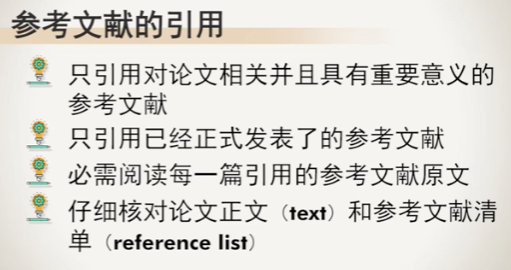 参考文献的引用
只引用对论文相关并且具有重要意义的
参考文献
只引用已经正式发表了的参考文献
必需阅读每一篇引用的参考文献原文
仔细核对论文正文（text）和参考文献清
单（reference list）